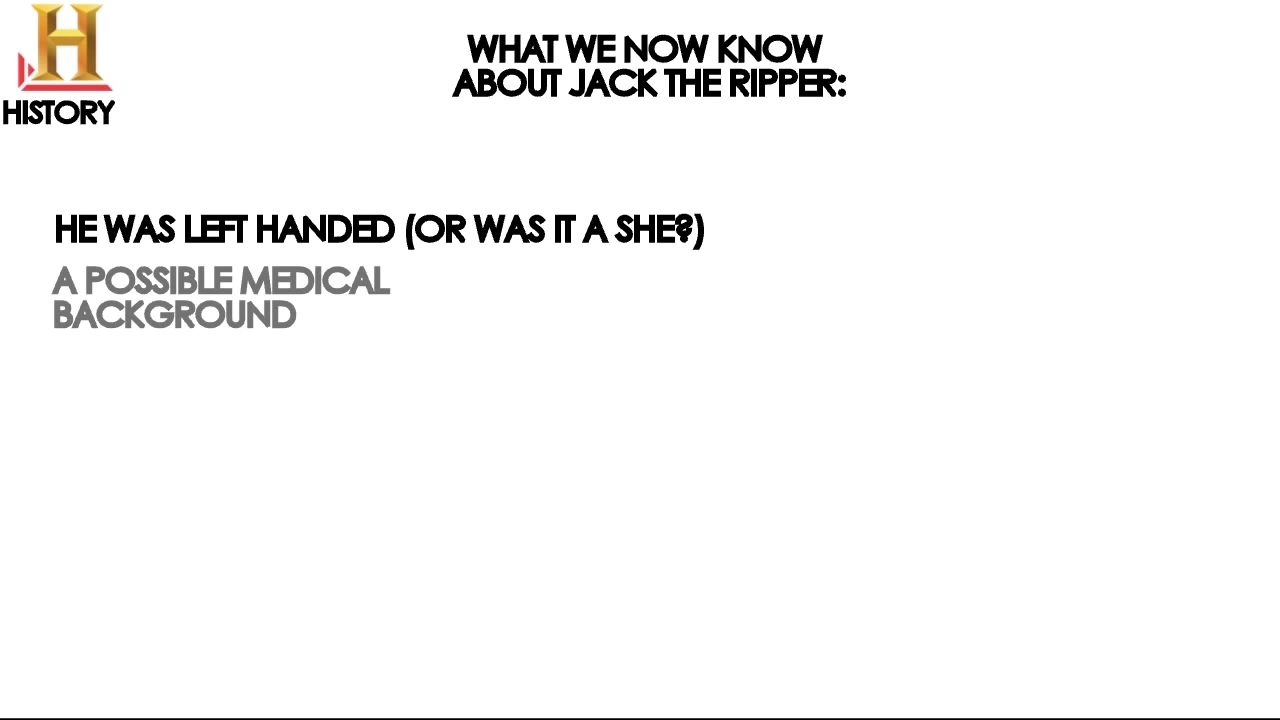 H
HISTORY
WHAT WE NOW KNOW
ABOUT JACK THE RIPPER:
HE WAS LEFT HANDED (OR WAS IT A SHE?)
A POSSIBLE MEDICAL
BACKGROUND